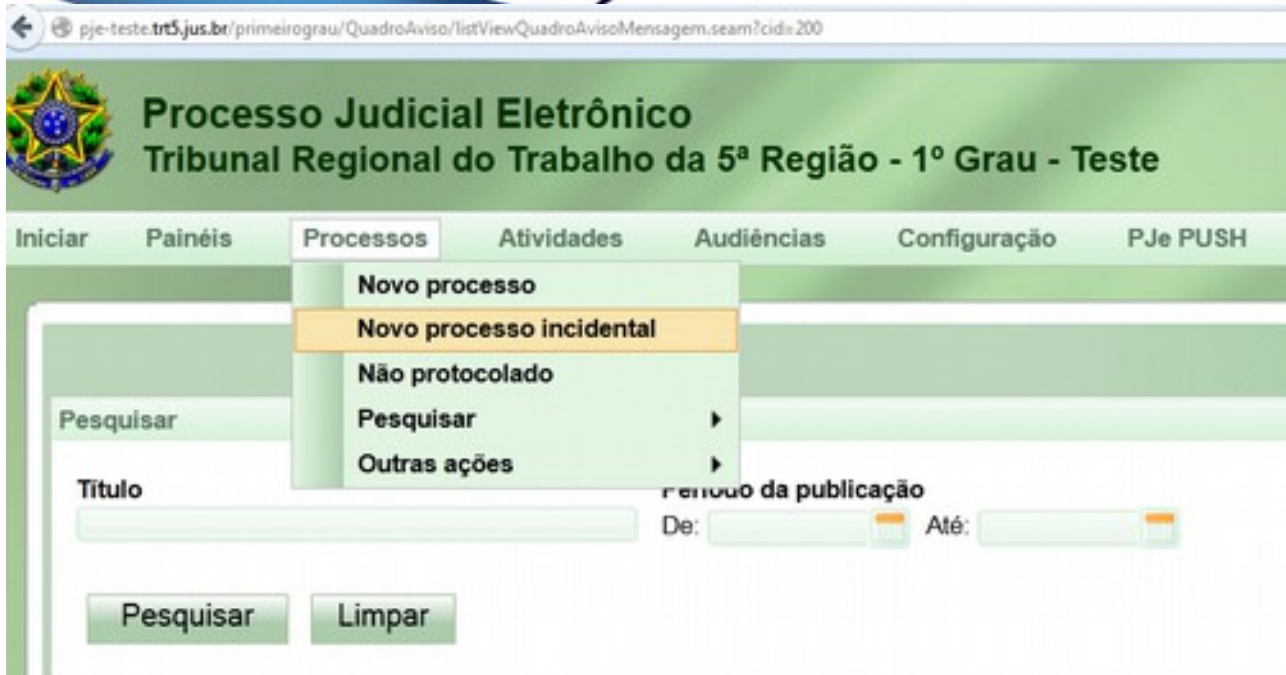 pje-teste.trt5.jus.br/primeirograu/QuadroAviso/listViewQuadroAvisoMensagem.seam?cid=200
Processo Judicial Eletrônico
Tribunal Regional do Trabalho da 5ª Região - 1º Grau - Teste
Iniciar Painéis Processos Atividades Audiências Configuração PJe PUSH
Novo processo
Novo processo incidental
Não protocolado
Pesquisar
Outras ações
Pesquisar
Título
Período da publicação
De:
Até:
Pesquisar Limpar